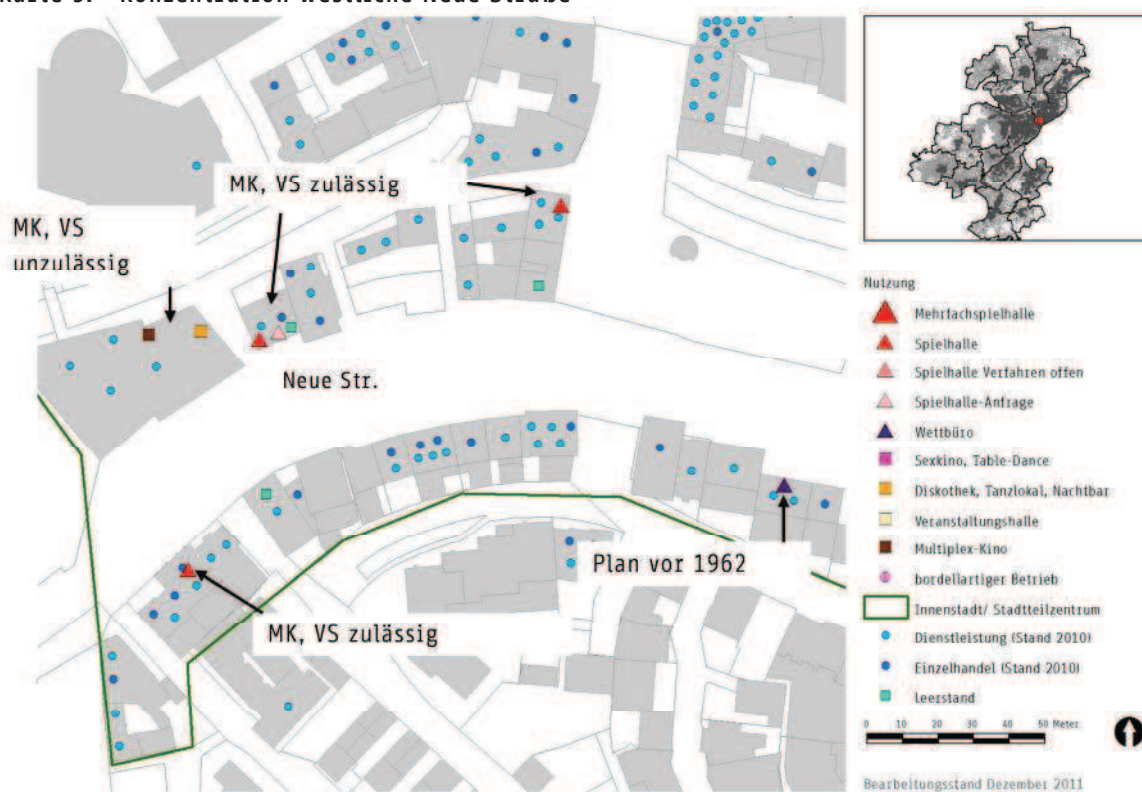 MK, VS zulässig
MK, VS
unzulässig
Neue Str.
Plan vor 1962
MK, VS zulässig
Nutzung
Mehrfachspielhalle
Spielhalle
Spielhalle Verfahren offen
Spielhalle-Anfrage
Wettbüro
Sexkino, Table-Dance
Diskothek, Tanzlokal, Nachtbar
Veranstaltungshalle
Multiplex-Kino
bordellartiger Betrieb
Innenstadt/ Stadtteilzentrum
Dienstleistung (Stand 2010)
Einzelhandel (Stand 2010)
Leerstand
0 10 20 30 40 50 Meter
Bearbeitungsstand Dezember 2011